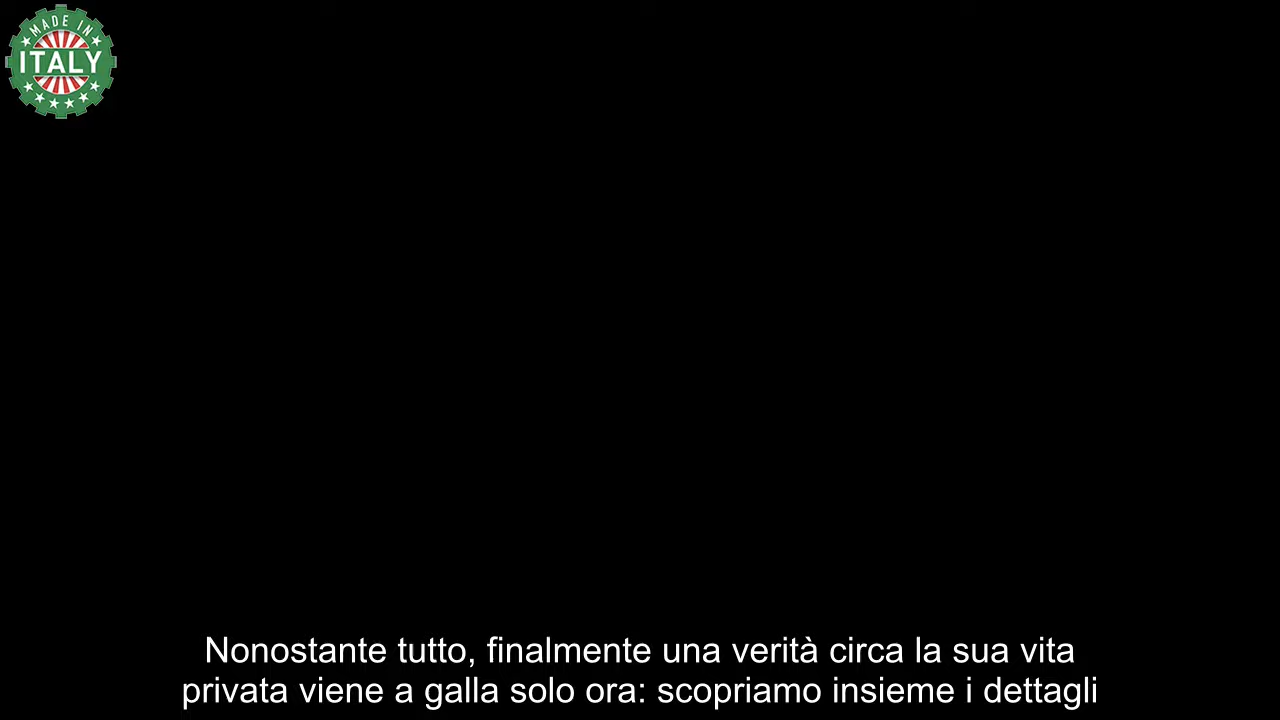 MADE IN
ITALY
Nonostante tutto, finalmente una verità circa la sua vita
privata viene a galla solo ora: scopriamo insieme i dettagli